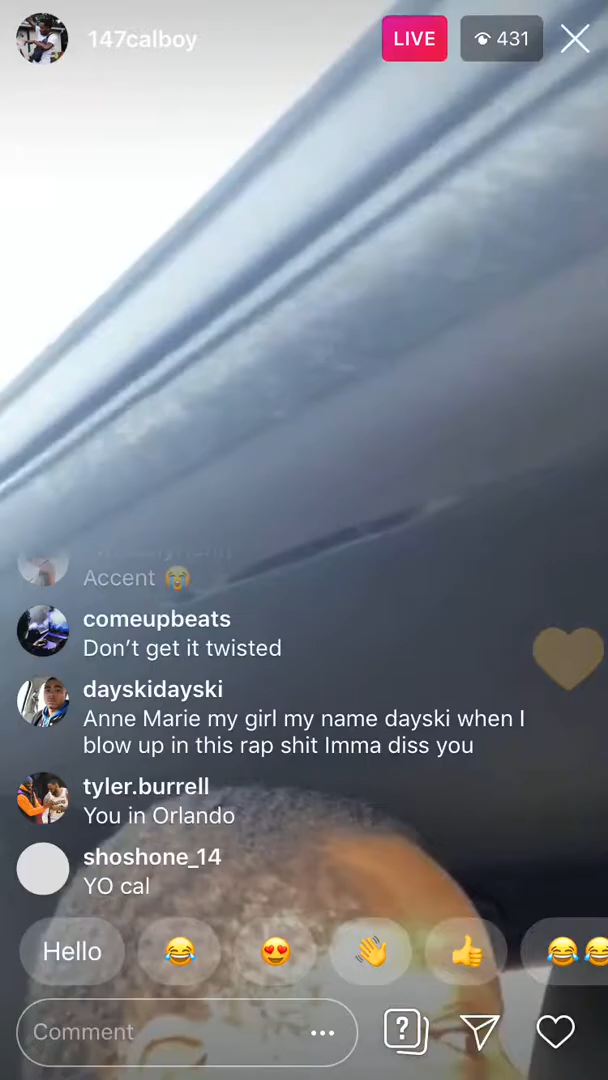 147calboy
LIVE
431
Accent 😭
comeupbeats
Don’t get it twisted
dayskidayski
Anne Marie my girl my name dayski when I
blow up in this rap shit Imma diss you
tyler.burrell
You in Orlando
shoshone_14
YO cal
Hello 😂 😍 👋 👍 😂😂
Comment